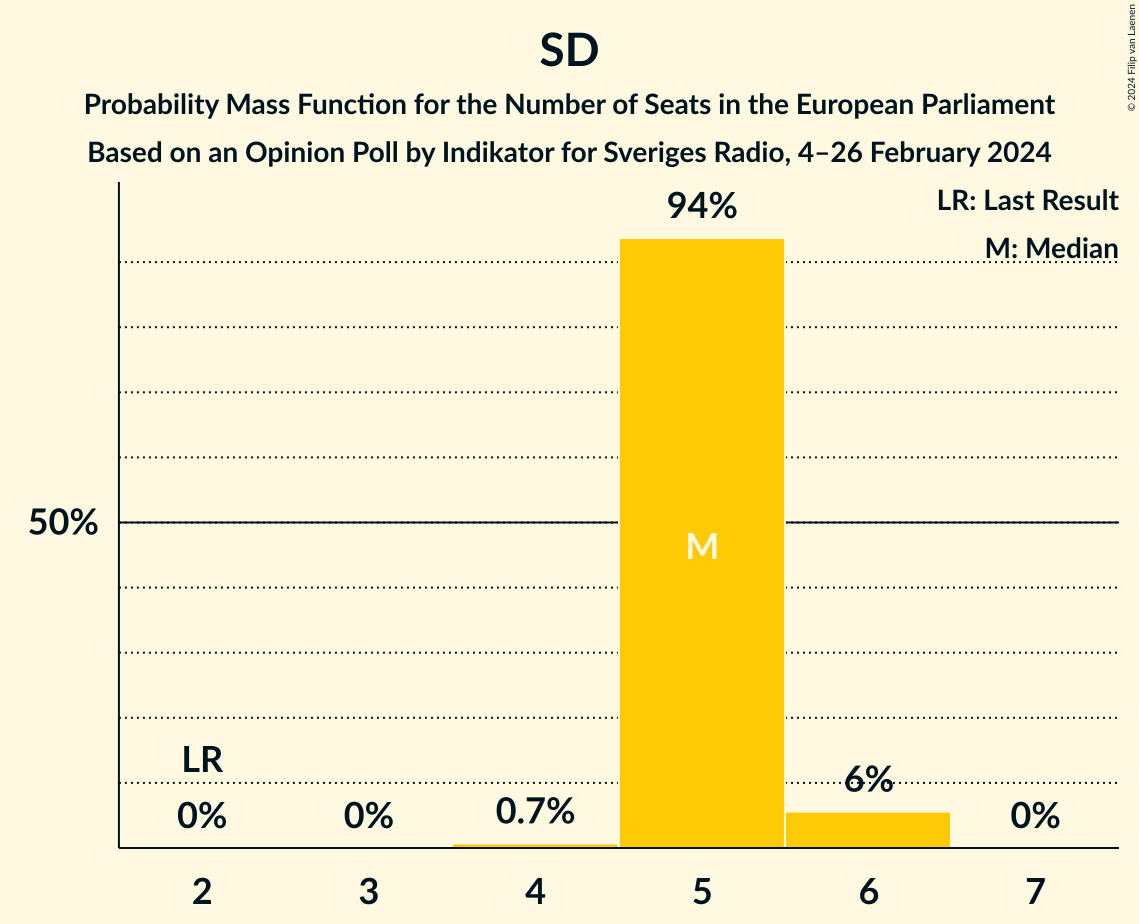 SD
Probability Mass Function for the Number of Seats in the European Parliament
Based on an Opinion Poll by Indikator for Sveriges Radio, 4–26 February 2024
© 2024 Filip van Laenen
LR: Last Result
M: Median
94%
50%
M
LR
0%
0%
0.7%
6%
0%
2
3
4
5
6
7